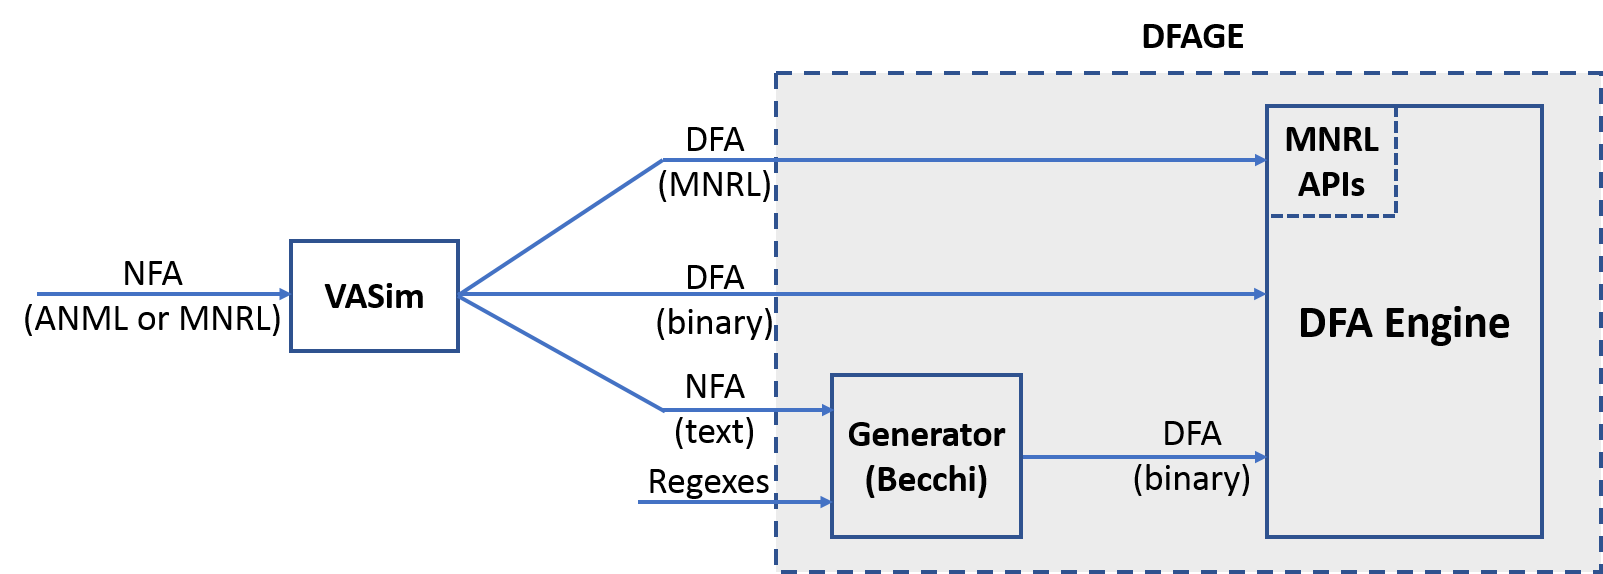 DFAGE
DFA
(MNRL)
MNRL
APIs
NFA
(ANML or MNRL)
VASim
DFA
(binary)
DFA Engine
NFA
(text)
Regexes
Generator
(Becchi)
DFA
(binary)